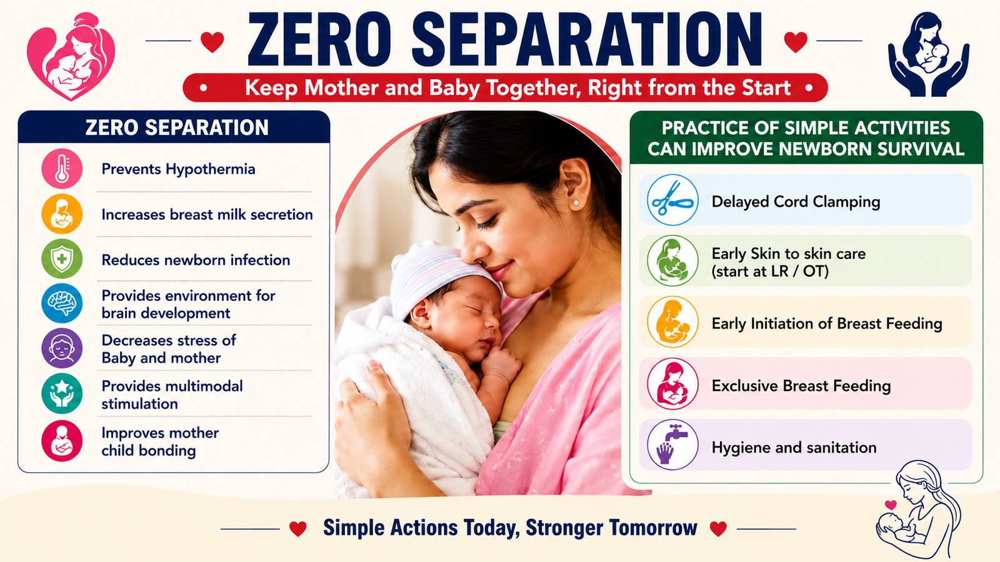 ZERO SEPARATION
• Keep Mother and Baby Together, Right from the Start •
ZERO SEPARATION
Prevents Hypothermia
Increases breast milk secretion
Reduces newborn infection
Provides environment for
brain development
Decreases stress of
Baby and mother
Provides multimodal
stimulation
Improves mother
child bonding
PRACTICE OF SIMPLE ACTIVITIES
CAN IMPROVE NEWBORN SURVIVAL
Delayed Cord Clamping
Early Skin to skin care
(start at LR / OT)
Early Initiation of Breast Feeding
Exclusive Breast Feeding
Hygiene and sanitation
Simple Actions Today, Stronger Tomorrow